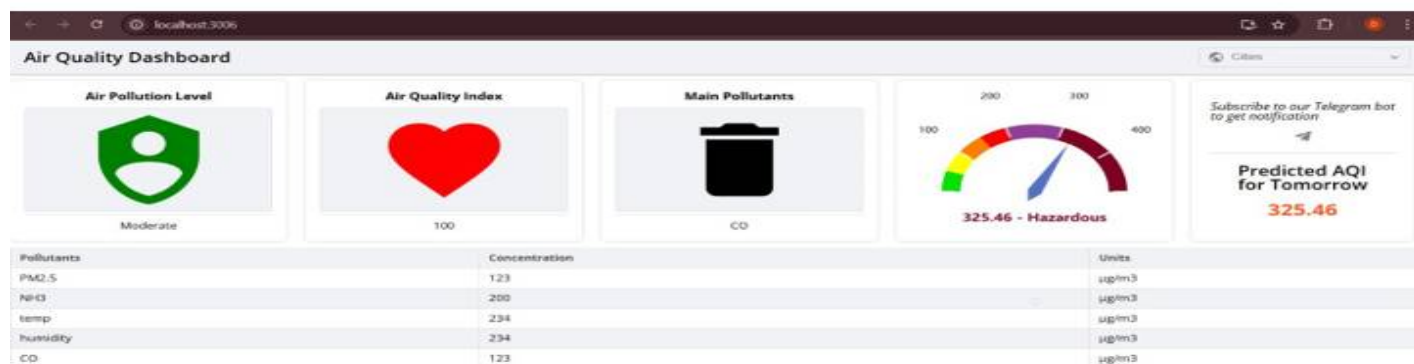 localhost:3006
Air Quality Dashboard
Cities
Air Pollution Level
Moderate
Air Quality Index
100
Main Pollutants
CO
100
200
300
400
325.46 - Hazardous
Subscribe to our Telegram bot
to get notification
Predicted AQI
for Tomorrow
325.46
Pollutants Concentration Units
PM2.5 123 µg/m3
NH3 200 µg/m3
temp 234 µg/m3
humidity 234 µg/m3
CO 123 µg/m3